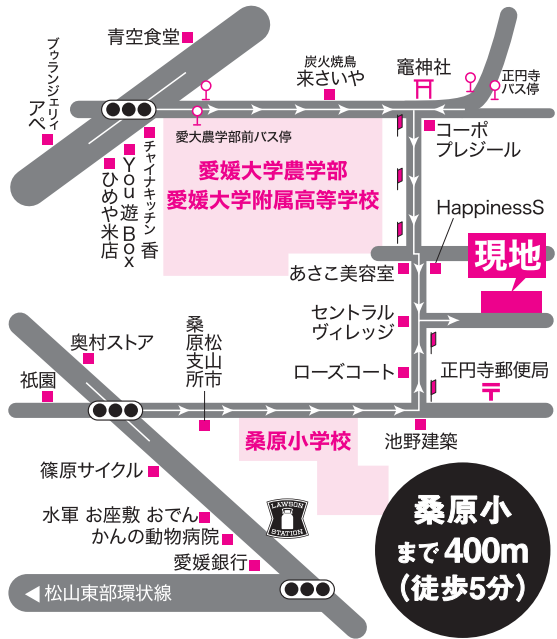 青空食堂
ブゥランジェリィ
アペ
炭火焼鳥
来さいや
竈神社
正円寺
バス停
愛大農学部前バス停
コーポ
プレジール
チャイナキッチン 香
You遊Box
ひめや米店
愛媛大学農学部
愛媛大学附属高等学校
HappinessS
現地
あさこ美容室
セントラル
ヴィレッジ
奥村ストア
桑原支所
松山市
祇園
ローズコート
正円寺郵便局
桑原小学校
池野建築
篠原サイクル
水軍 お座敷 おでん
かんの動物病院
愛媛銀行
LAWSON
STATION
松山東部環状線
桑原小
まで400m
(徒歩5分)